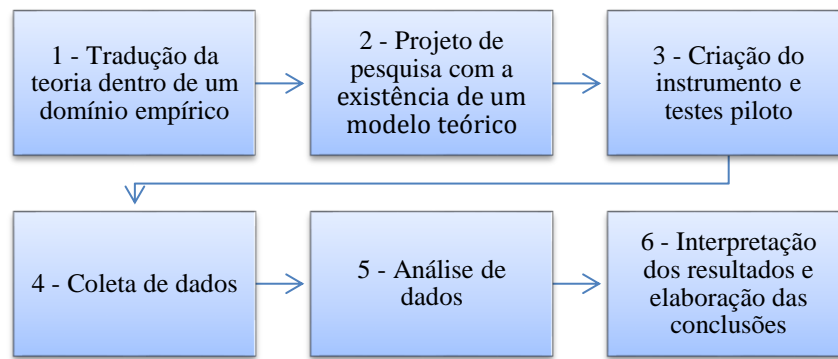 1 - Tradução da
teoria dentro de um
domínio empírico
2 - Projeto de
pesquisa com a
existência de um
modelo teórico
3 - Criação do
instrumento e
testes piloto
4 - Coleta de dados
5 - Análise de
dados
6 - Interpretação
dos resultados e
elaboração das
conclusões